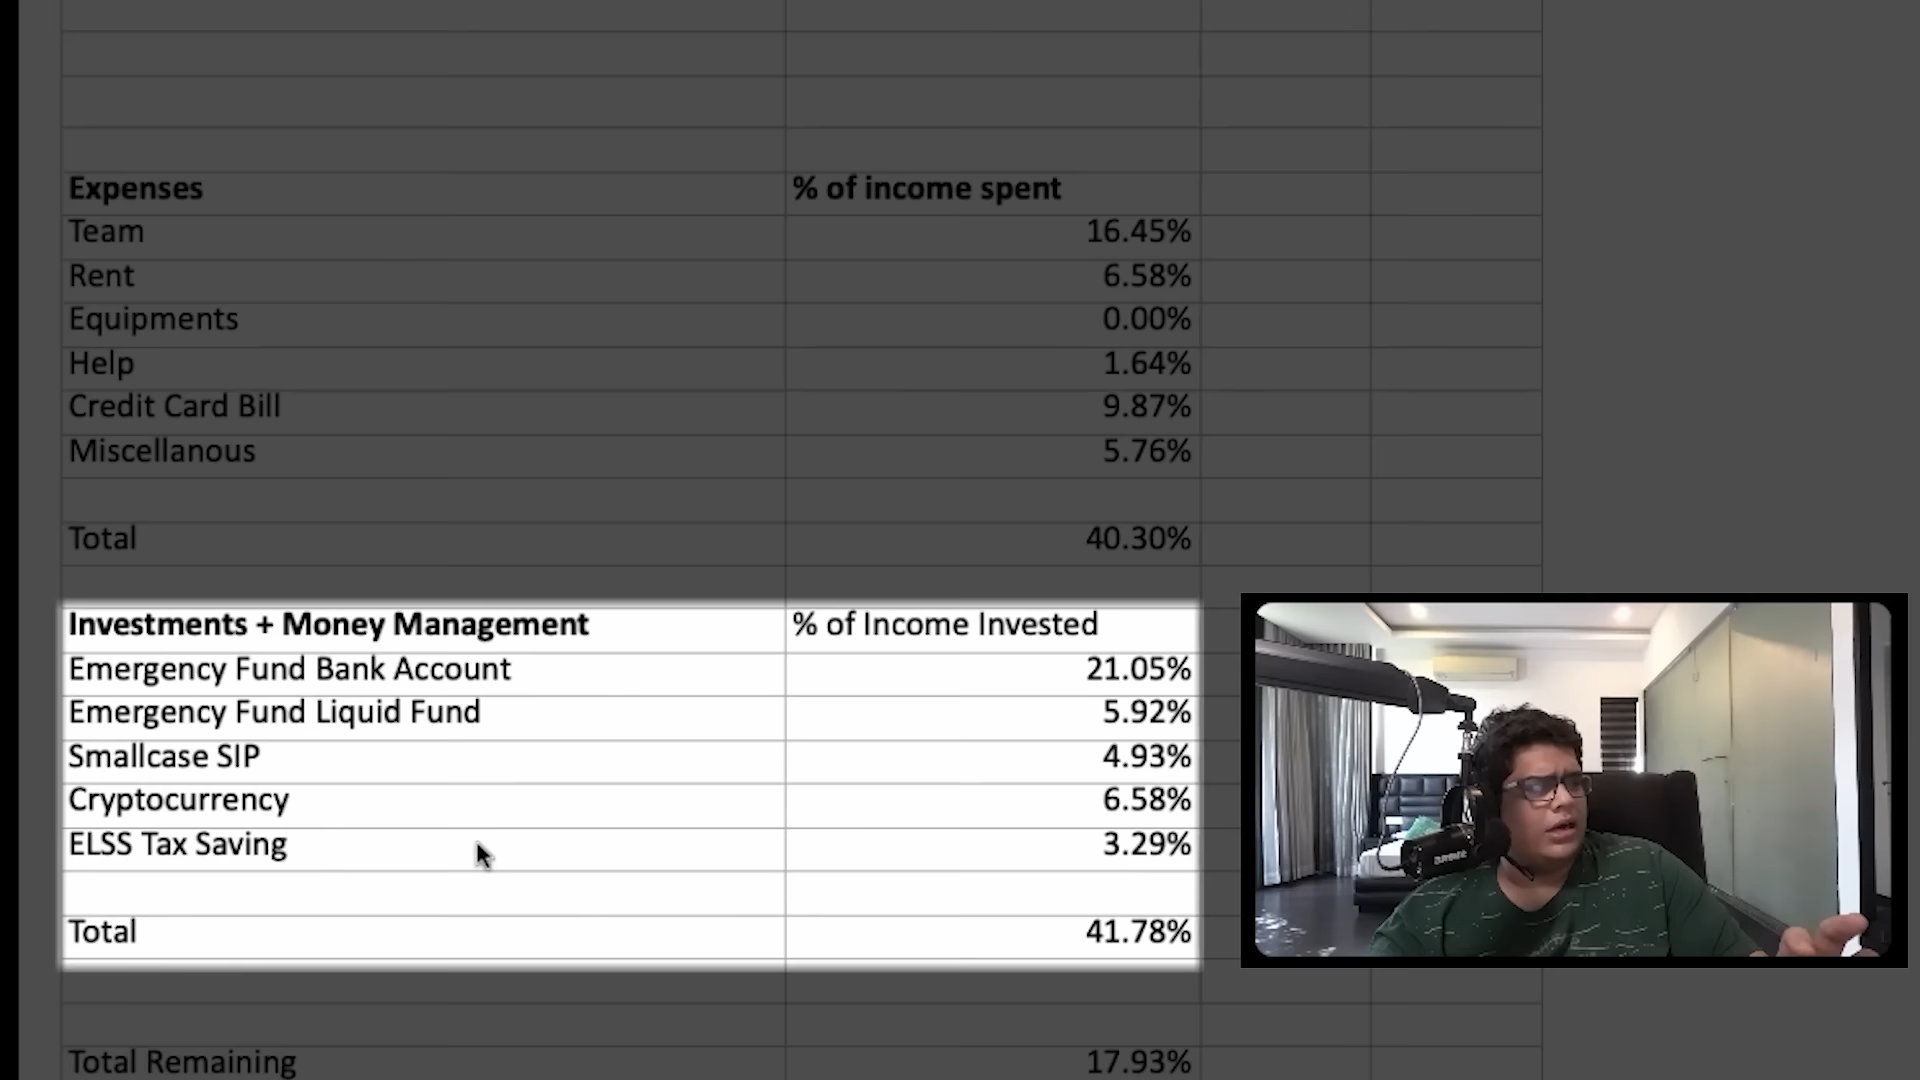 Expenses % of income spent
Team 16.45%
Rent 6.58%
Equipments 0.00%
Help 1.64%
Credit Card Bill 9.87%
Miscellanous 5.76%
Total 40.30%
Investments + Money Management % of Income Invested
Emergency Fund Bank Account 21.05%
Emergency Fund Liquid Fund 5.92%
Smallcase SIP 4.93%
Cryptocurrency 6.58%
ELSS Tax Saving 3.29%
Total 41.78%
Total Remaining 17.93%